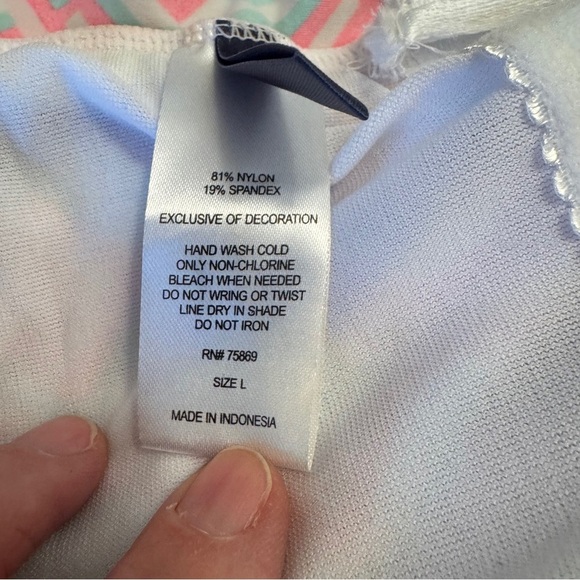 81% NYLON
19% SPANDEX
EXCLUSIVE OF DECORATION
HAND WASH COLD
ONLY NON-CHLORINE
BLEACH WHEN NEEDED
DO NOT WRING OR TWIST
LINE DRY IN SHADE
DO NOT IRON
RN# 75869
SIZE L
MADE IN INDONESIA